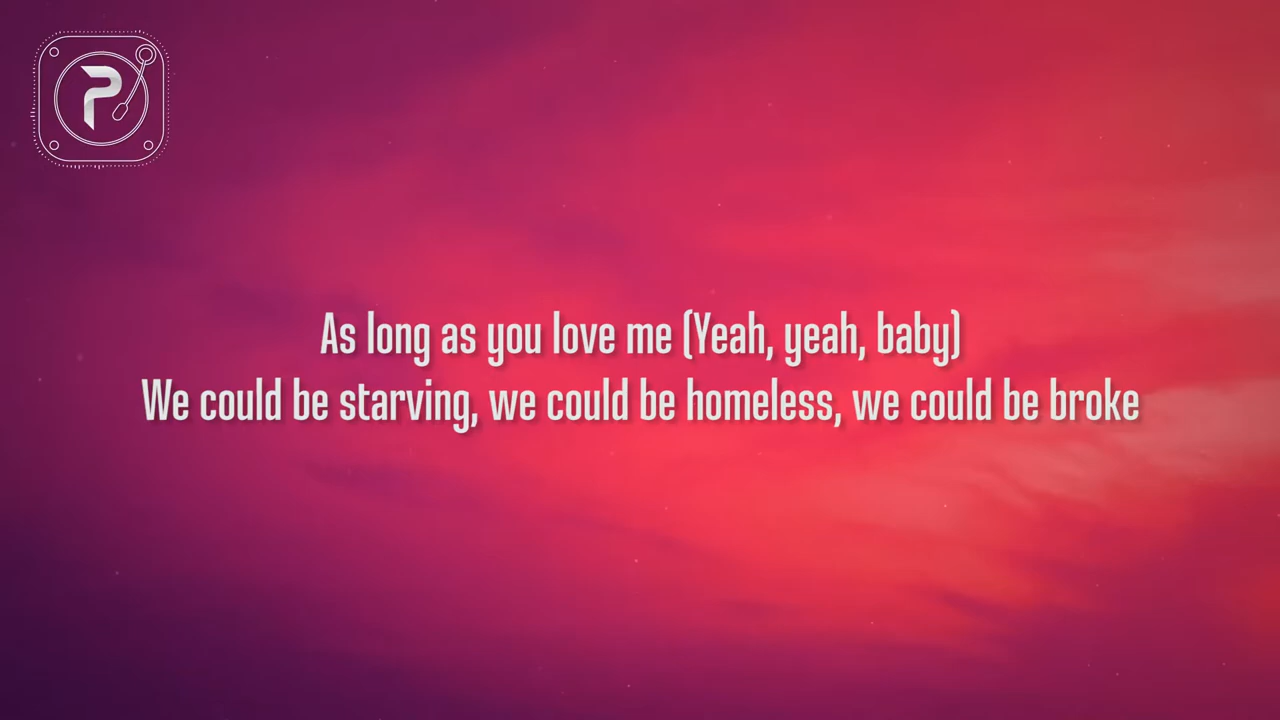 P
As long as you love me (Yeah, yeah, baby)
We could be starving, we could be homeless, we could be broke